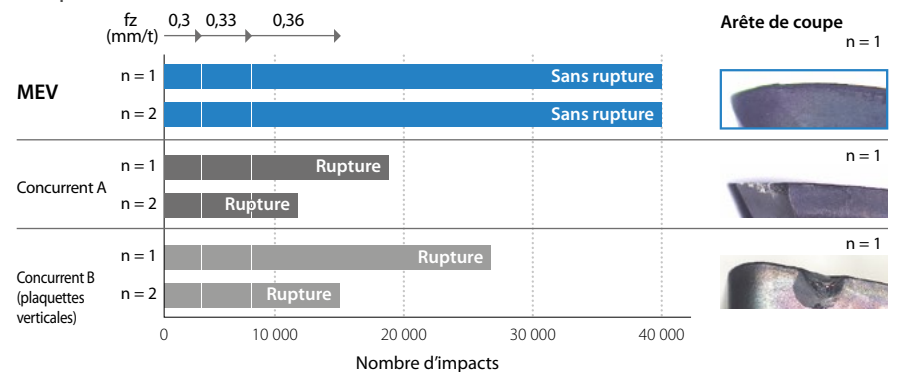 fz
(mm/t)
0,3
0,33
0,36
Arête de coupe
n = 1
MEV
n = 1
Sans rupture
n = 2
Sans rupture
Concurrent A
n = 1
Rupture
n = 2
Rupture
n = 1
Concurrent B
(plaquettes
verticales)
n = 1
Rupture
n = 2
Rupture
n = 1
0
10 000
20 000
30 000
40 000
Nombre d’impacts